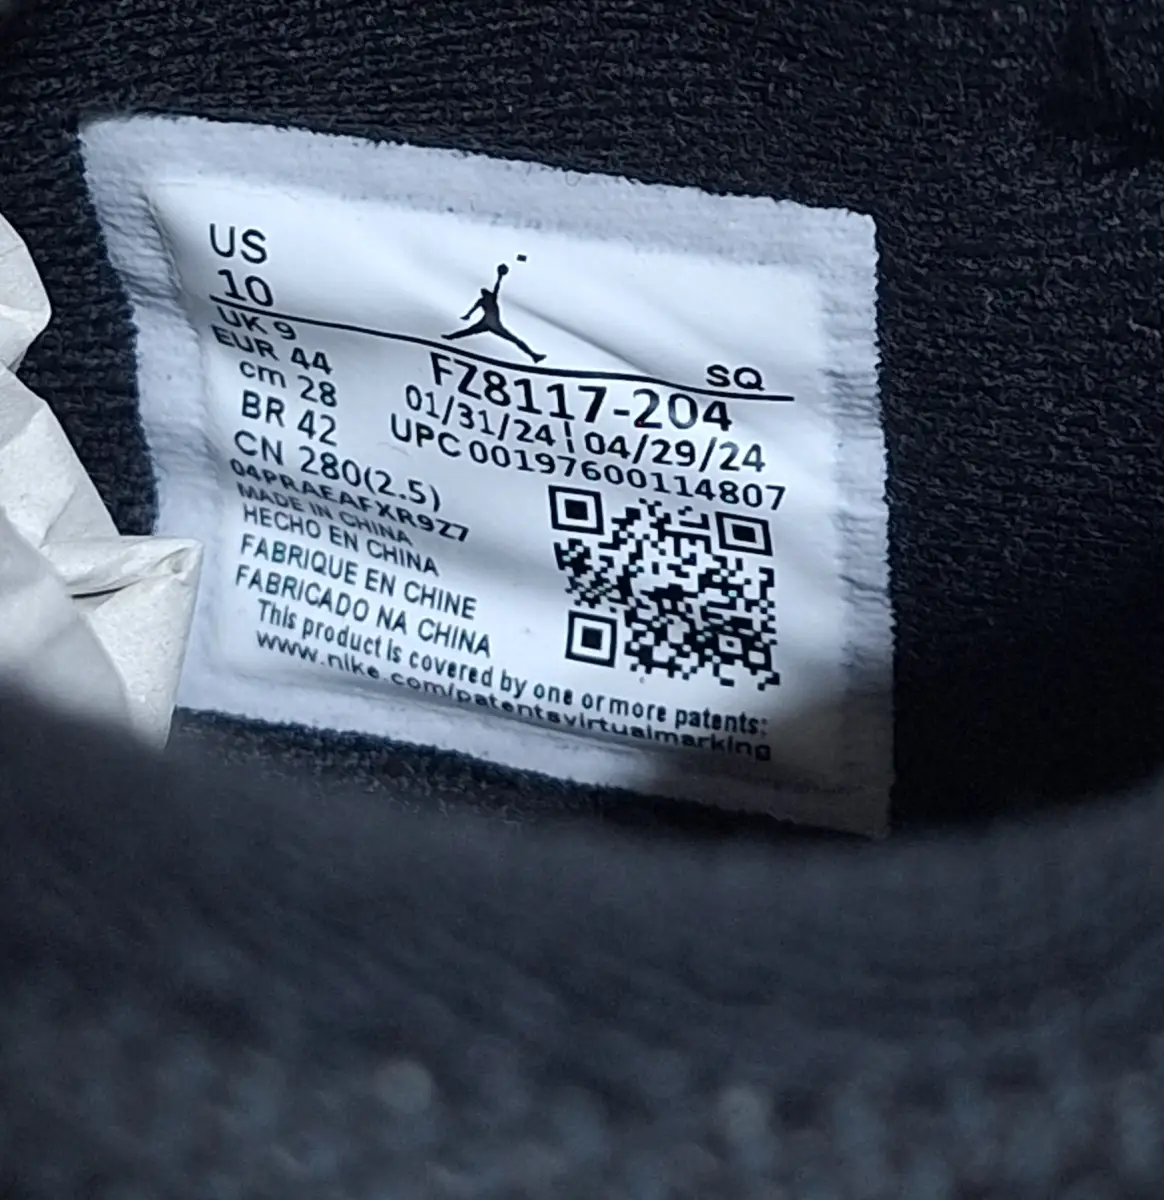 US
10
SQ
UK 9
EUR 44
cm 28
BR 42
CN 280(2.5)
FZ8117-204
01/31/24 ¦ 04/29/24
UPC 00197600114807
04PRAEAFXR9Z7
MADE IN CHINA
HECHO EN CHINA
FABRIQUE EN CHINE
FABRICADO NA CHINA
This product is covered by one or more patents:
www.nike.com/patentsvirtualmarking